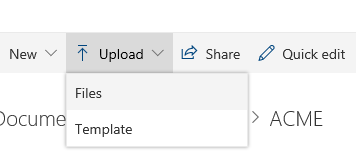 New Upload Share Quick edit
Files
Docume > ACME
Template